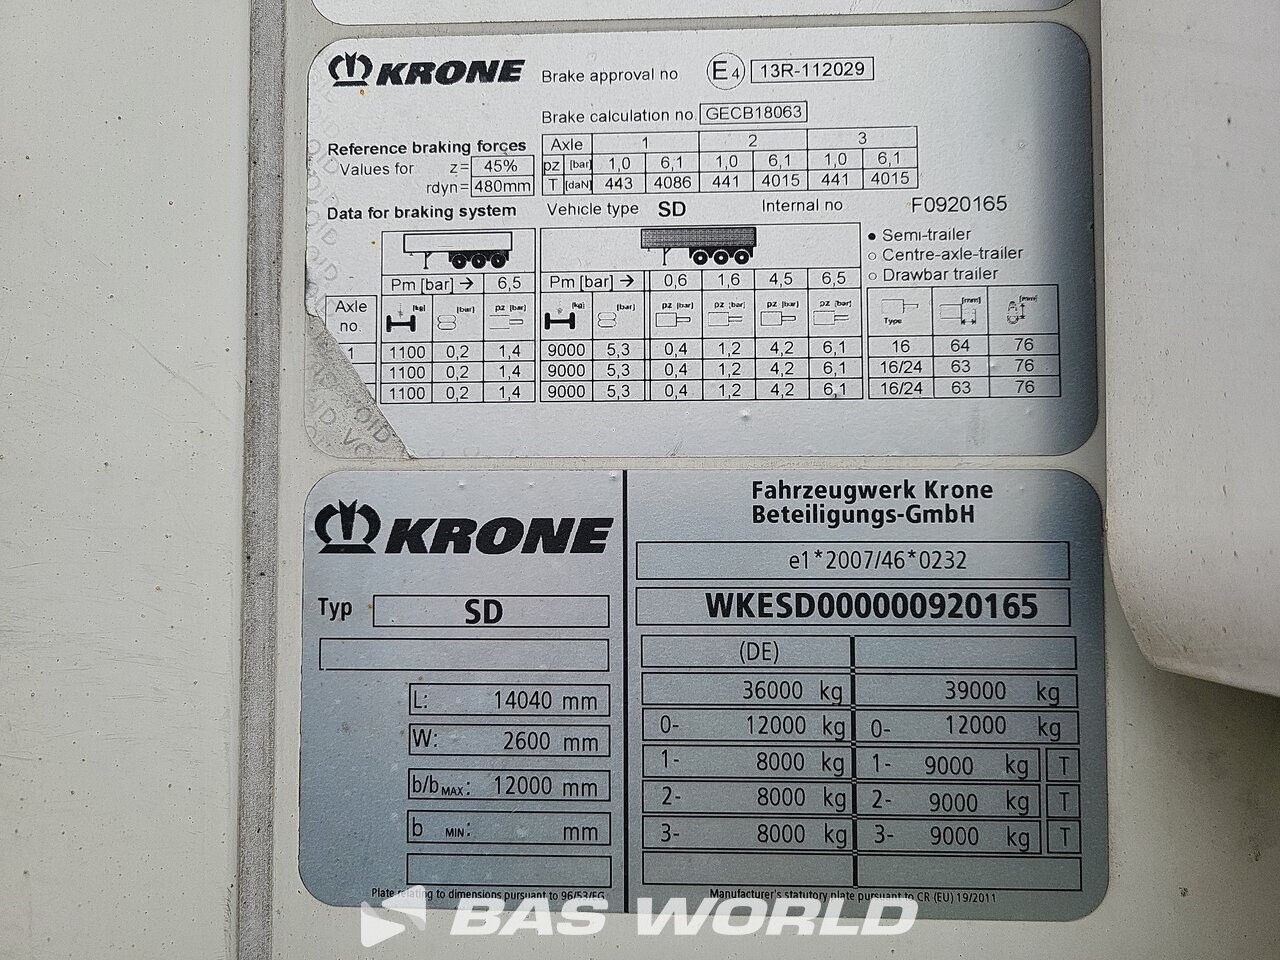 KRONE Brake approval no E4 13R-112029
Brake calculation no GECB18063
Reference braking forces Axle 1 2 3
Values for z= 45% pz [bar] 1,0 6,1 1,0 6,1 1,0 6,1
rdyn= 480mm T [daN] 443 4086 441 4015 441 4015
Data for braking system Vehicle type SD Internal no F0920165
• Semi-trailer
○ Centre-axle-trailer
○ Drawbar trailer
Pm [bar] → 6,5 Pm [bar] → 0,6 1,6 4,5 6,5
Axle no. [kg] [bar] pz [bar] [kg] [bar] pz [bar] pz [bar] pz [bar] pz [bar] Type [mm] [mm]
1 1100 0,2 1,4 9000 5,3 0,4 1,2 4,2 6,1 16 64 76
1100 0,2 1,4 9000 5,3 0,4 1,2 4,2 6,1 16/24 63 76
1100 0,2 1,4 9000 5,3 0,4 1,2 4,2 6,1 16/24 63 76
VOID
KRONE
Typ SD
L: 14040 mm
W: 2600 mm
b/b MAX: 12000 mm
b MIN: mm
Plate relating to dimensions pursuant to 96/53/EG
Fahrzeugwerk Krone
Beteiligungs-GmbH
e1*2007/46*0232
WKESD000000920165
(DE)
36000 kg 39000 kg
0- 12000 kg 0- 12000 kg
1- 8000 kg 1- 9000 kg T
2- 8000 kg 2- 9000 kg T
3- 8000 kg 3- 9000 kg T
Manufacturer's statutory plate pursuant to CR (EU) 19/2011
BAS WORLD